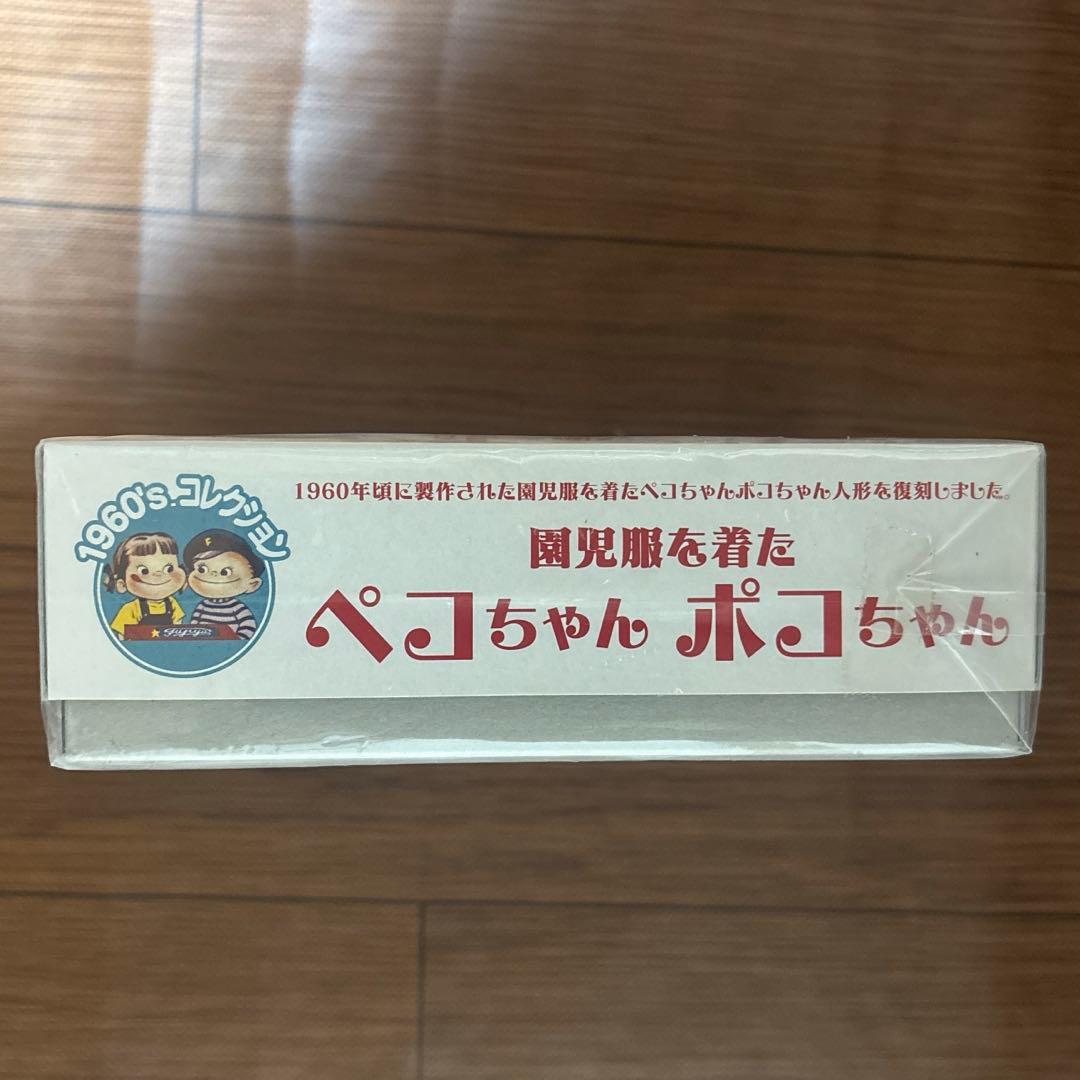 1960's.コレクション
F
Fujiya
1960年頃に製作された園児服を着たペコちゃんポコちゃん人形を復刻しました。
園児服を着た
ペコちゃん ポコちゃん